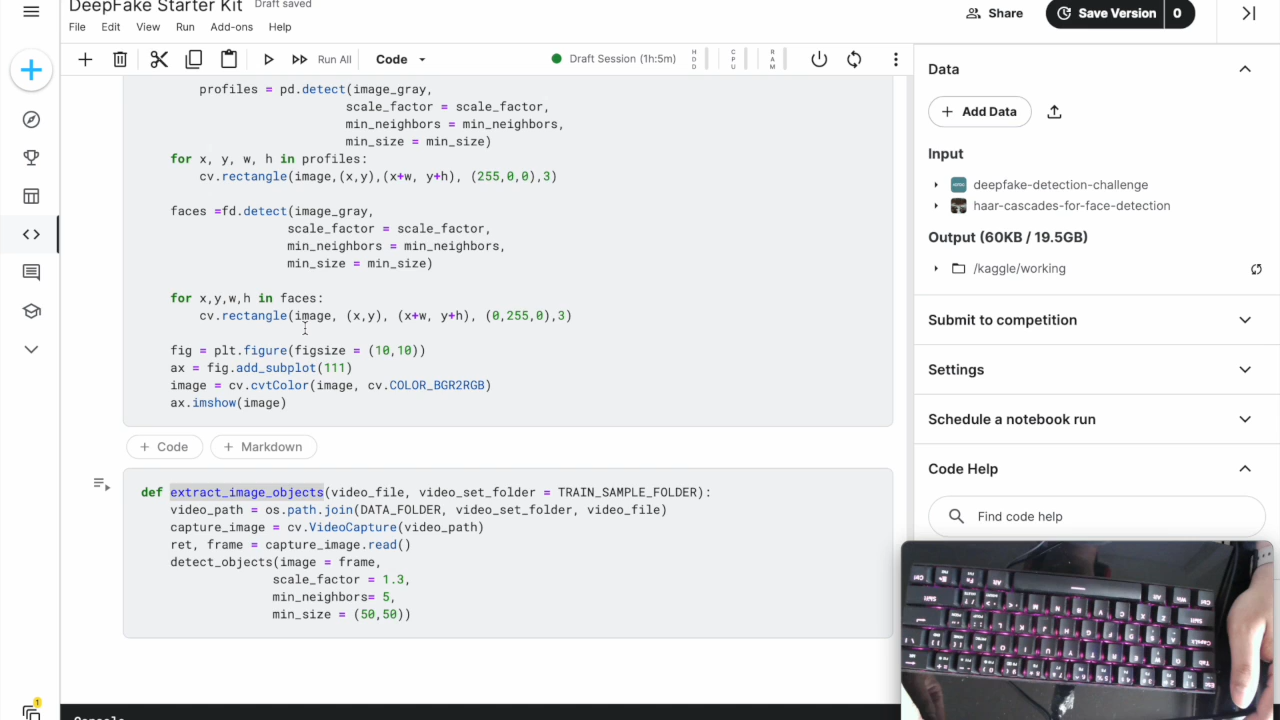 DeepFake Starter Kit Draft saved
File Edit View Run Add-ons Help
Share
Save Version 0
Run All
Code
Draft Session (1h:5m)
HDD
CPU
RAM
profiles = pd.detect(image_gray,
scale_factor = scale_factor,
min_neighbors = min_neighbors,
min_size = min_size)
for x, y, w, h in profiles:
cv.rectangle(image,(x,y),(x+w, y+h), (255,0,0),3)
faces =fd.detect(image_gray,
scale_factor = scale_factor,
min_neighbors = min_neighbors,
min_size = min_size)
for x,y,w,h in faces:
cv.rectangle(image, (x,y), (x+w, y+h), (0,255,0),3)
fig = plt.figure(figsize = (10,10))
ax = fig.add_subplot(111)
image = cv.cvtColor(image, cv.COLOR_BGR2RGB)
ax.imshow(image)
+ Code
+ Markdown
def extract_image_objects(video_file, video_set_folder = TRAIN_SAMPLE_FOLDER):
video_path = os.path.join(DATA_FOLDER, video_set_folder, video_file)
capture_image = cv.VideoCapture(video_path)
ret, frame = capture_image.read()
detect_objects(image = frame,
scale_factor = 1.3,
min_neighbors= 5,
min_size = (50,50))
Console
Data
+ Add Data
Input
deepfake-detection-challenge
haar-cascades-for-face-detection
Output (60KB / 19.5GB)
/kaggle/working
Submit to competition
Settings
Schedule a notebook run
Code Help
Find code help
1